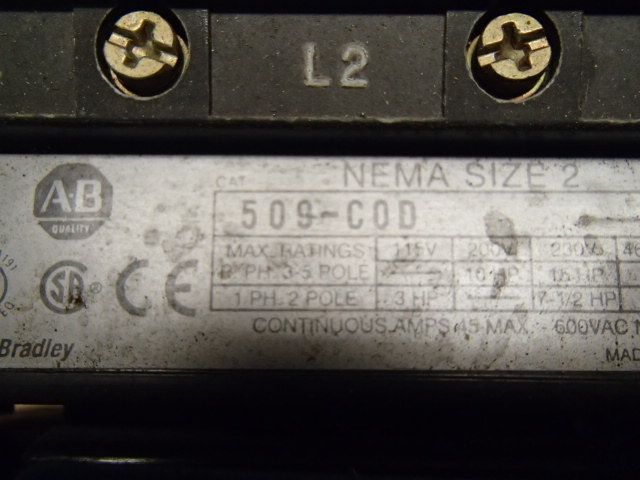 L2
NEMA SIZE 2
CAT
A-B
QUALITY
509-COD
MAX. RATINGS 115V 200V 230V
PH. 3-5 POLE 10 HP 15 HP
1 PH. 2 POLE 3 HP 7-1/2 HP
CONTINUOUS AMPS 45 MAX. - 600VAC
SA ®
CE
Bradley
MAD